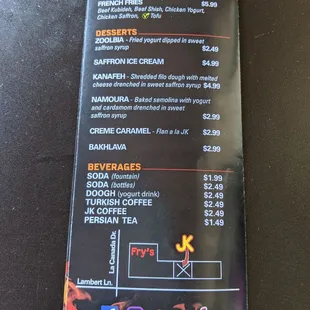 FRENCH FRIES $5.99
Beef Kubideh, Beef Shish, Chicken Yogurt,
Chicken Saffron, Tofu
DESSERTS
ZOOLBIA - Fried yogurt dipped in sweet
saffron syrup $2.49
SAFFRON ICE CREAM $4.99
KANAFEH - Shredded filo dough with melted
cheese drenched in sweet saffron syrup $4.99
NAMOURA - Baked semolina with yogurt
and cardamom drenched in sweet
saffron syrup $2.99
CREME CARAMEL - Flan a la JK $2.99
BAKHLAVA $2.99
BEVERAGES
SODA (fountain) $1.99
SODA (bottles) $2.49
DOOGH (yogurt drink) $2.49
TURKISH COFFEE $2.49
JK COFFEE $2.49
PERSIAN TEA $1.49
La Canada Dr.
Fry's
JK
Lambert Ln.